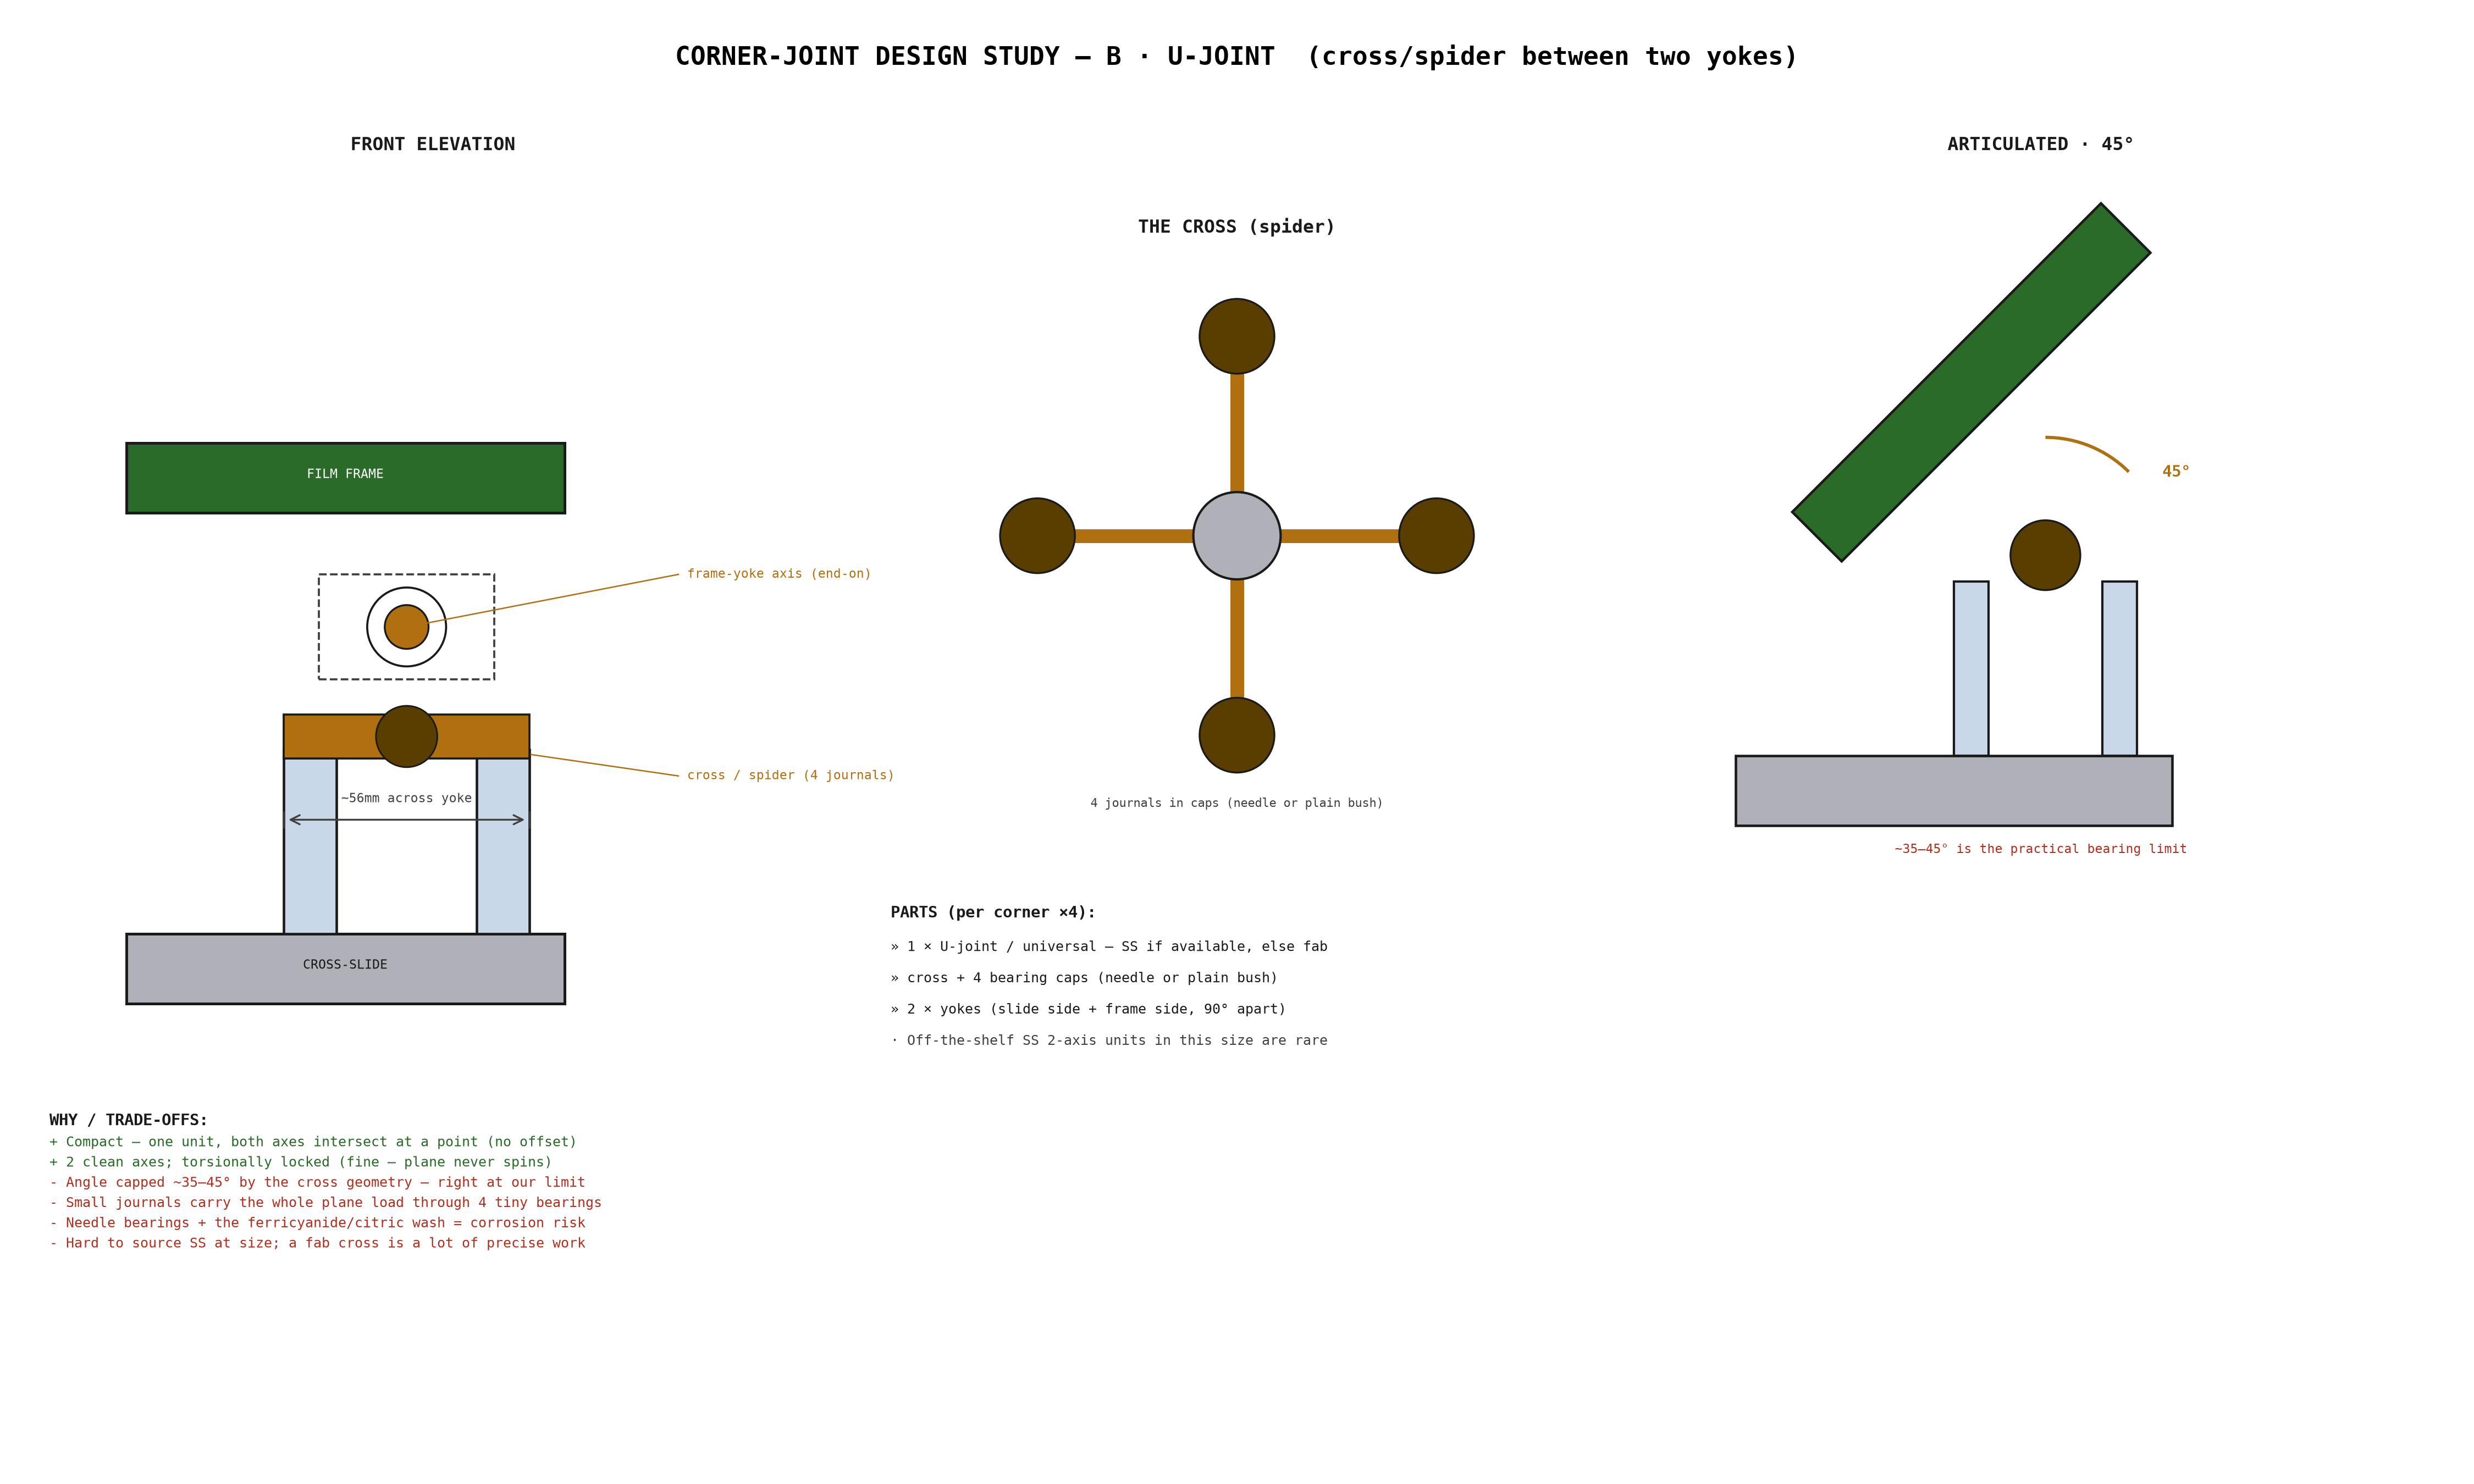 CORNER-JOINT DESIGN STUDY — B · U-JOINT  (cross/spider between two yokes)
FRONT ELEVATION
FILM FRAME
frame-yoke axis (end-on)
cross / spider (4 journals)
~56mm across yoke
CROSS-SLIDE
THE CROSS (spider)
4 journals in caps (needle or plain bush)
ARTICULATED · 45°
45°
~35–45° is the practical bearing limit
PARTS (per corner ×4):
» 1 × U-joint / universal — SS if available, else fab
» cross + 4 bearing caps (needle or plain bush)
» 2 × yokes (slide side + frame side, 90° apart)
· Off-the-shelf SS 2-axis units in this size are rare
WHY / TRADE-OFFS:
+ Compact — one unit, both axes intersect at a point (no offset)
+ 2 clean axes; torsionally locked (fine — plane never spins)
- Angle capped ~35–45° by the cross geometry — right at our limit
- Small journals carry the whole plane load through 4 tiny bearings
- Needle bearings + the ferricyanide/citric wash = corrosion risk
- Hard to source SS at size; a fab cross is a lot of precise work